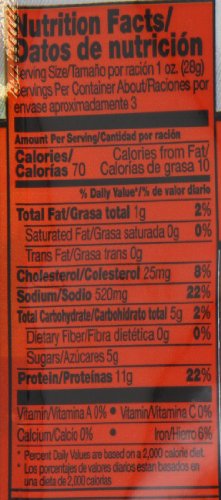 Nutrition Facts/
Datos de nutrición
Serving Size/Tamaño por ración 1 oz. (28g)
Servings Per Container About/Raciones por
envase aproximadamente 3
Amount Per Serving/Cantidad por ración
Calories/ Calories from Fat/
Calorías 70 Calorías de grasa 10
% Daily Value*/% de valor diario
Total Fat/Grasa total 1g 2%
Saturated Fat/Grasa saturada 0g 0%
Trans Fat/Grasa trans 0g
Cholesterol/Colesterol 25mg 8%
Sodium/Sodio 520mg 22%
Total Carbohydrate/Carbohidrato total 5g 2%
Dietary Fiber/Fibra dietética 0g 0%
Sugars/Azúcares 5g
Protein/Proteínas 11g 22%
Vitamin/Vitamina A 0% • Vitamin/Vitamina C 0%
Calcium/Calcio 0% • Iron/Hierro 6%
* Percent Daily Values are based on a 2,000 calorie diet.
* Los porcentajes de valores diarios están basados
en una dieta de 2,000 calorías.